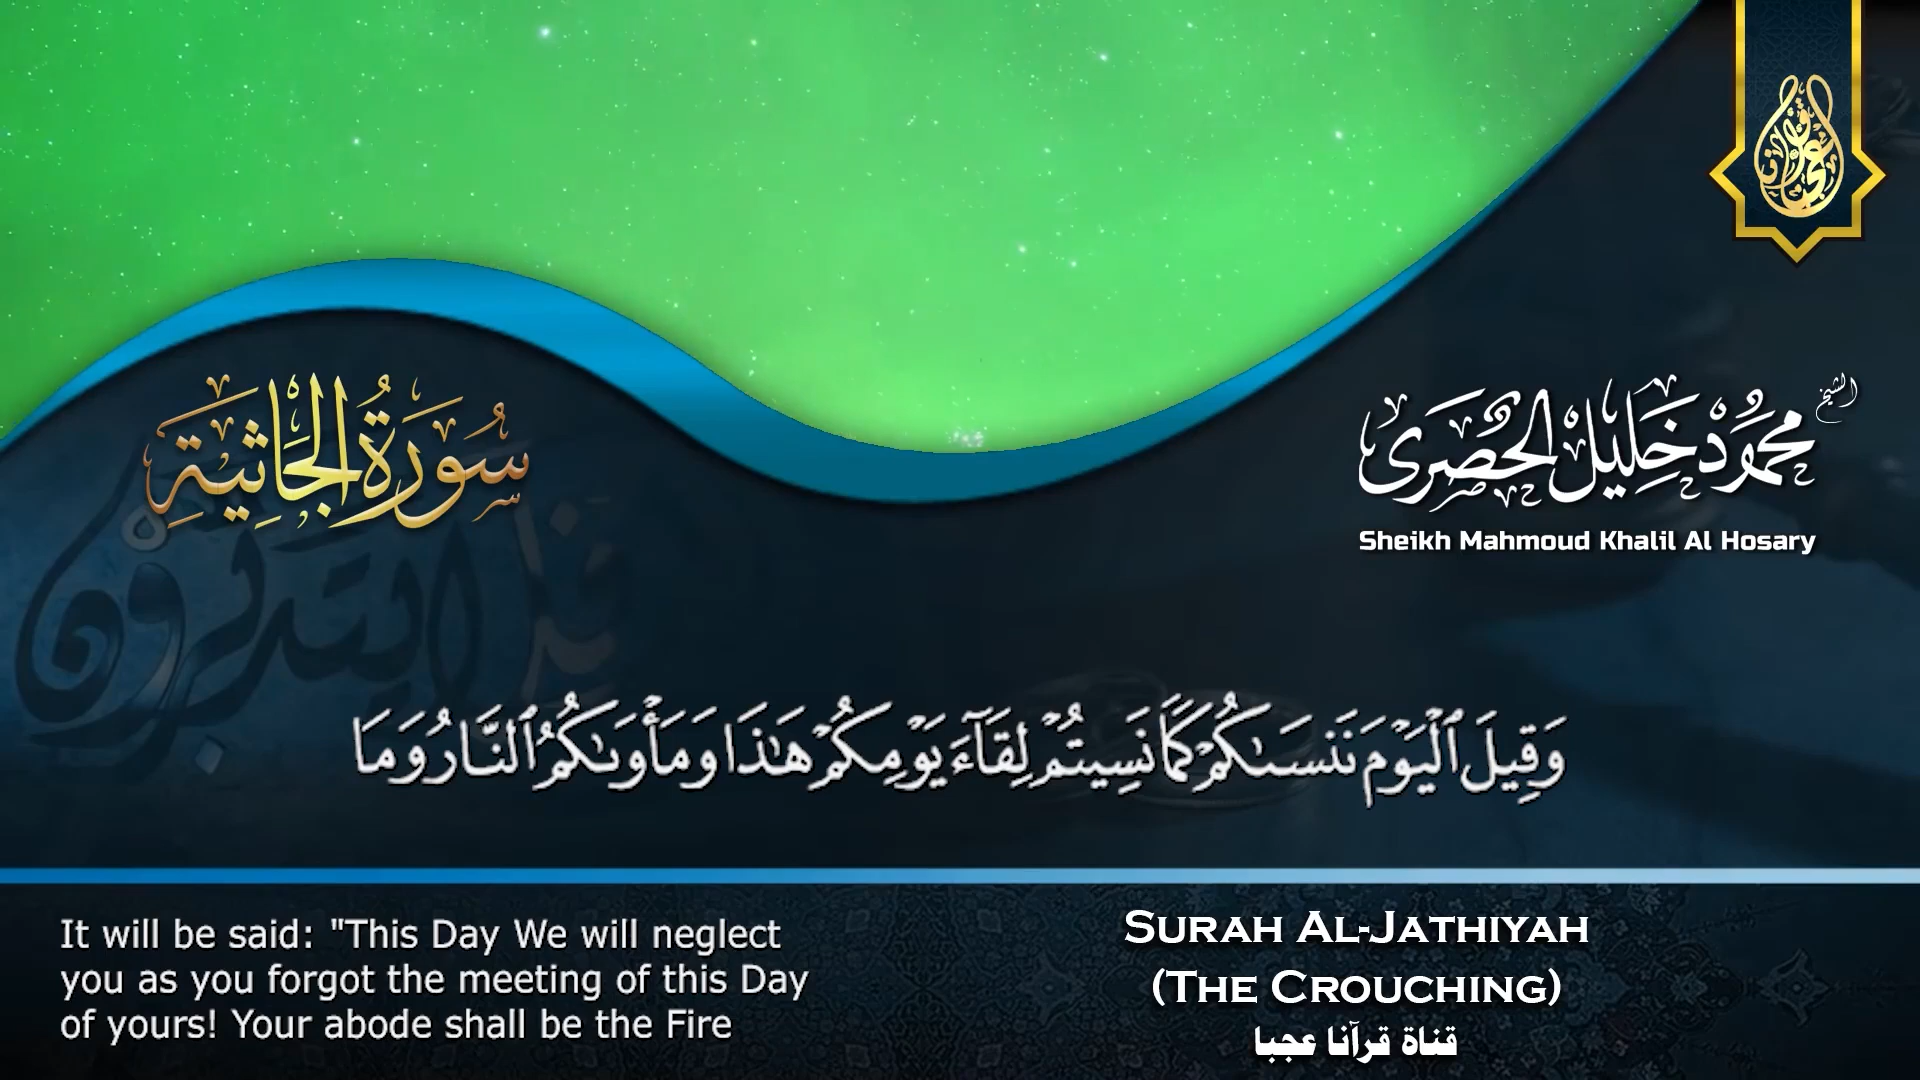 سُورَةُ الْجَاثِيَةِ
الشيخ
محمود خليل الحصرى
Sheikh Mahmoud Khalil Al Hosary
وَقِيلَ ٱلْيَوْمَ نَنسَىٰكُمْ كَمَا نَسِيتُمْ لِقَآءَ يَوْمِكُمْ هَٰذَا وَمَأْوَىٰكُمُ ٱلنَّارُ وَمَا
It will be said: "This Day We will neglect
you as you forgot the meeting of this Day
of yours! Your abode shall be the Fire
SURAH AL-JATHIYAH
(THE CROUCHING)
قناة قرآنا عجبا